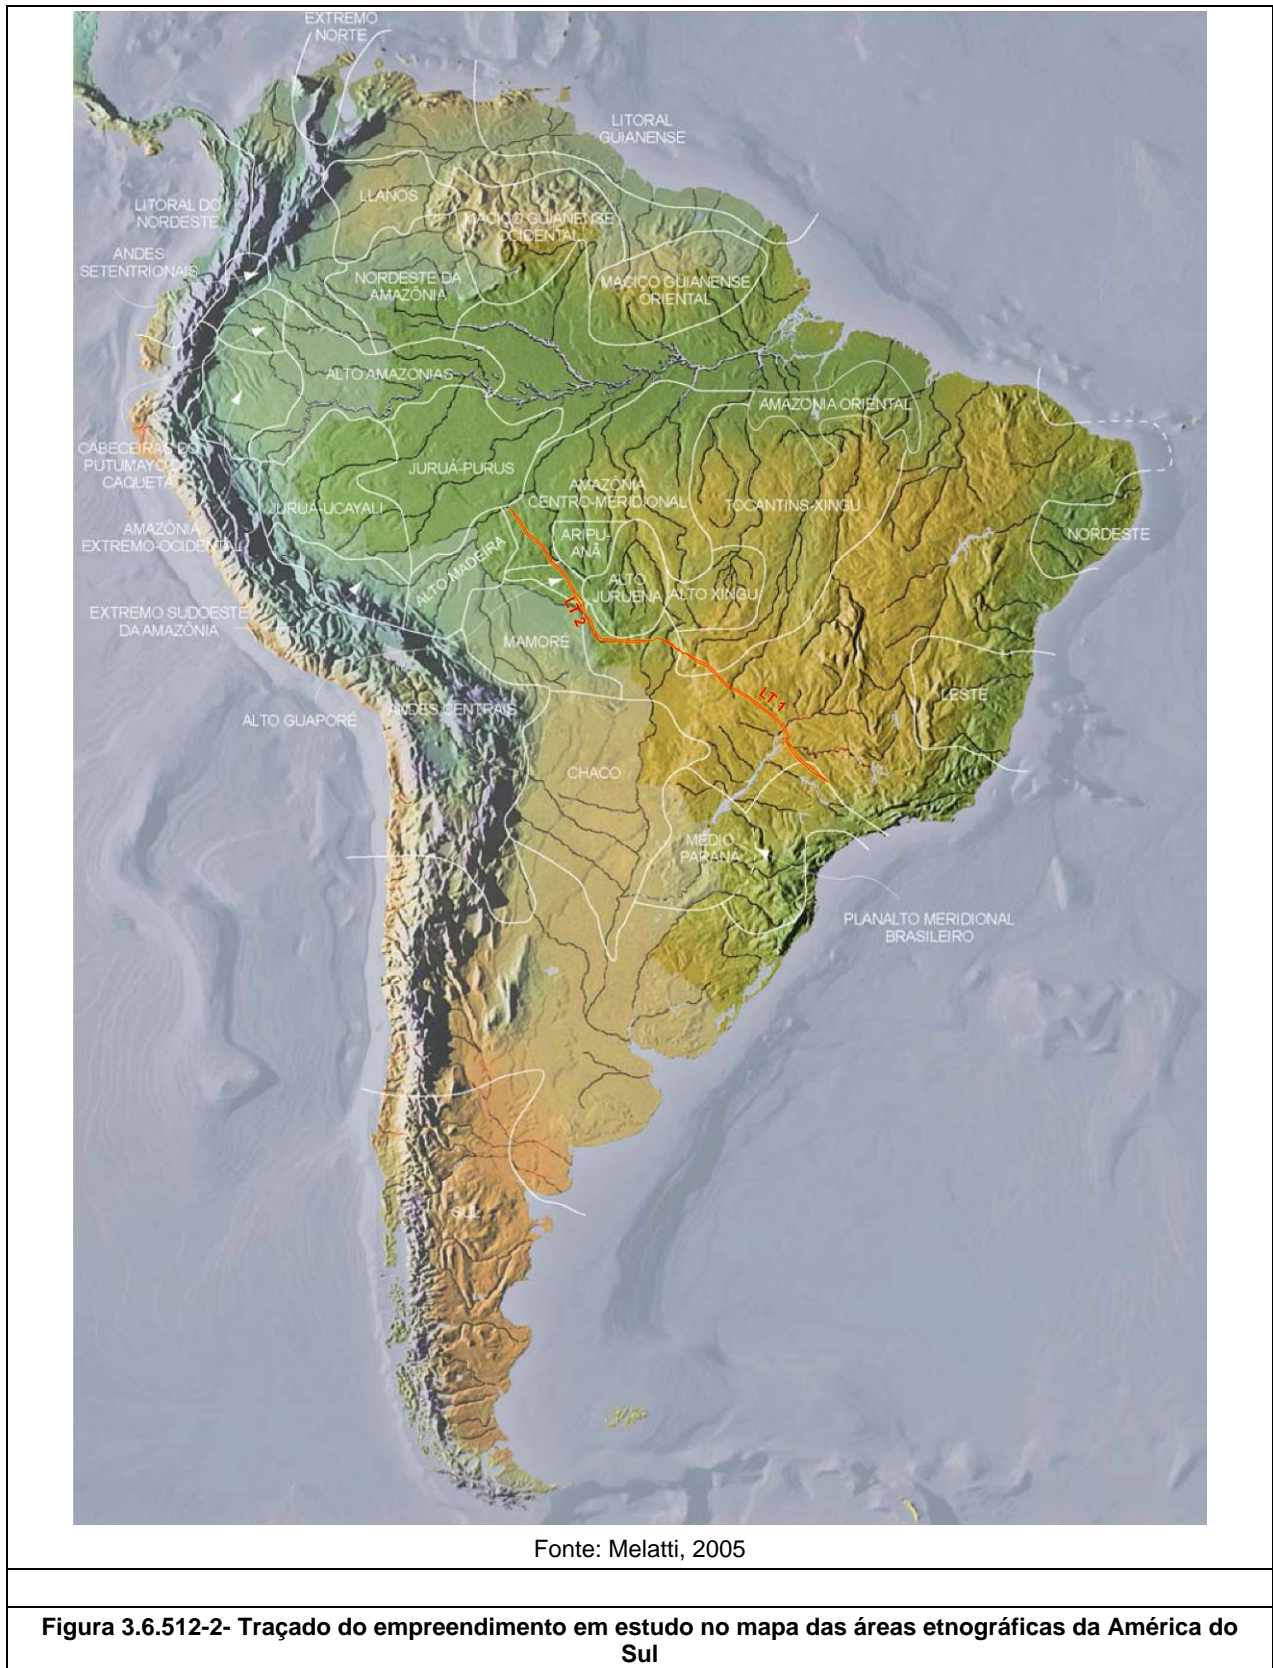 EXTREMO
NORTE
LITORAL
GÜIANENSE
LLANOS
LITORAL DO
NORDESTE
MACIÇO GUIANENSE
OCIDENTAL
ANDES
SETENTRIONAIS
NORDESTE DA
AMAZÔNIA
MACIÇO GUIANENSE
ORIENTAL
ALTO AMAZONAS
AMAZÔNIA ORIENTAL
CABECEIRAS DO
PUTUMAYO DO
CAQUETÁ
JURUÁ-PURUS
AMAZÔNIA
CENTRO-MERIDIONAL
TOCANTINS-XINGU
JURUÁ-UCAYALI
AMAZÔNIA
EXTREMO-OCIDENTAL
ARIPU-
ANÃ
NORDESTE
ALTO MADEIRA
ALTO
JURUENA
ALTO XINGU
EXTREMO SUDOESTE
DA AMAZÔNIA
LT 2
MAMORÉ
LT 1
LESTE
ALTO GUAPORÉ
ANDES CENTRAIS
CHACO
MÉDIO
PARANÁ
PLANALTO MERIDIONAL
BRASILEIRO
SUL
Fonte: Melatti, 2005
Figura 3.6.512-2- Traçado do empreendimento em estudo no mapa das áreas etnográficas da América do
Sul